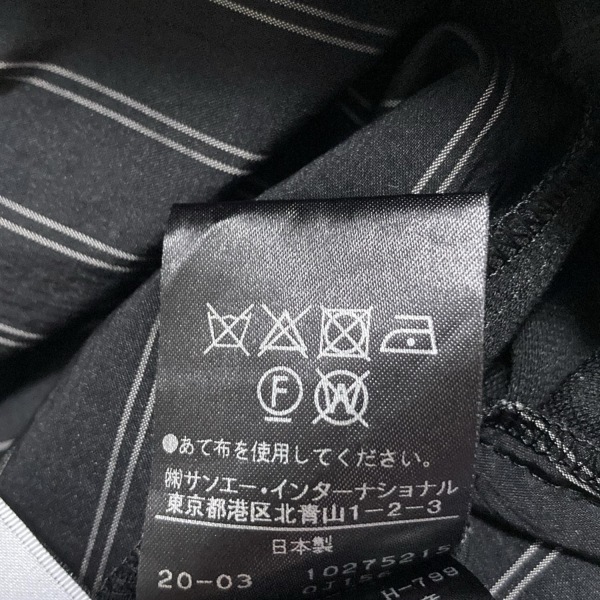 F W
●あて布を使用してください。
㈱サンエー・インターナショナル
東京都港区北青山1-2-3
日本製
20-03 10275215
H-799